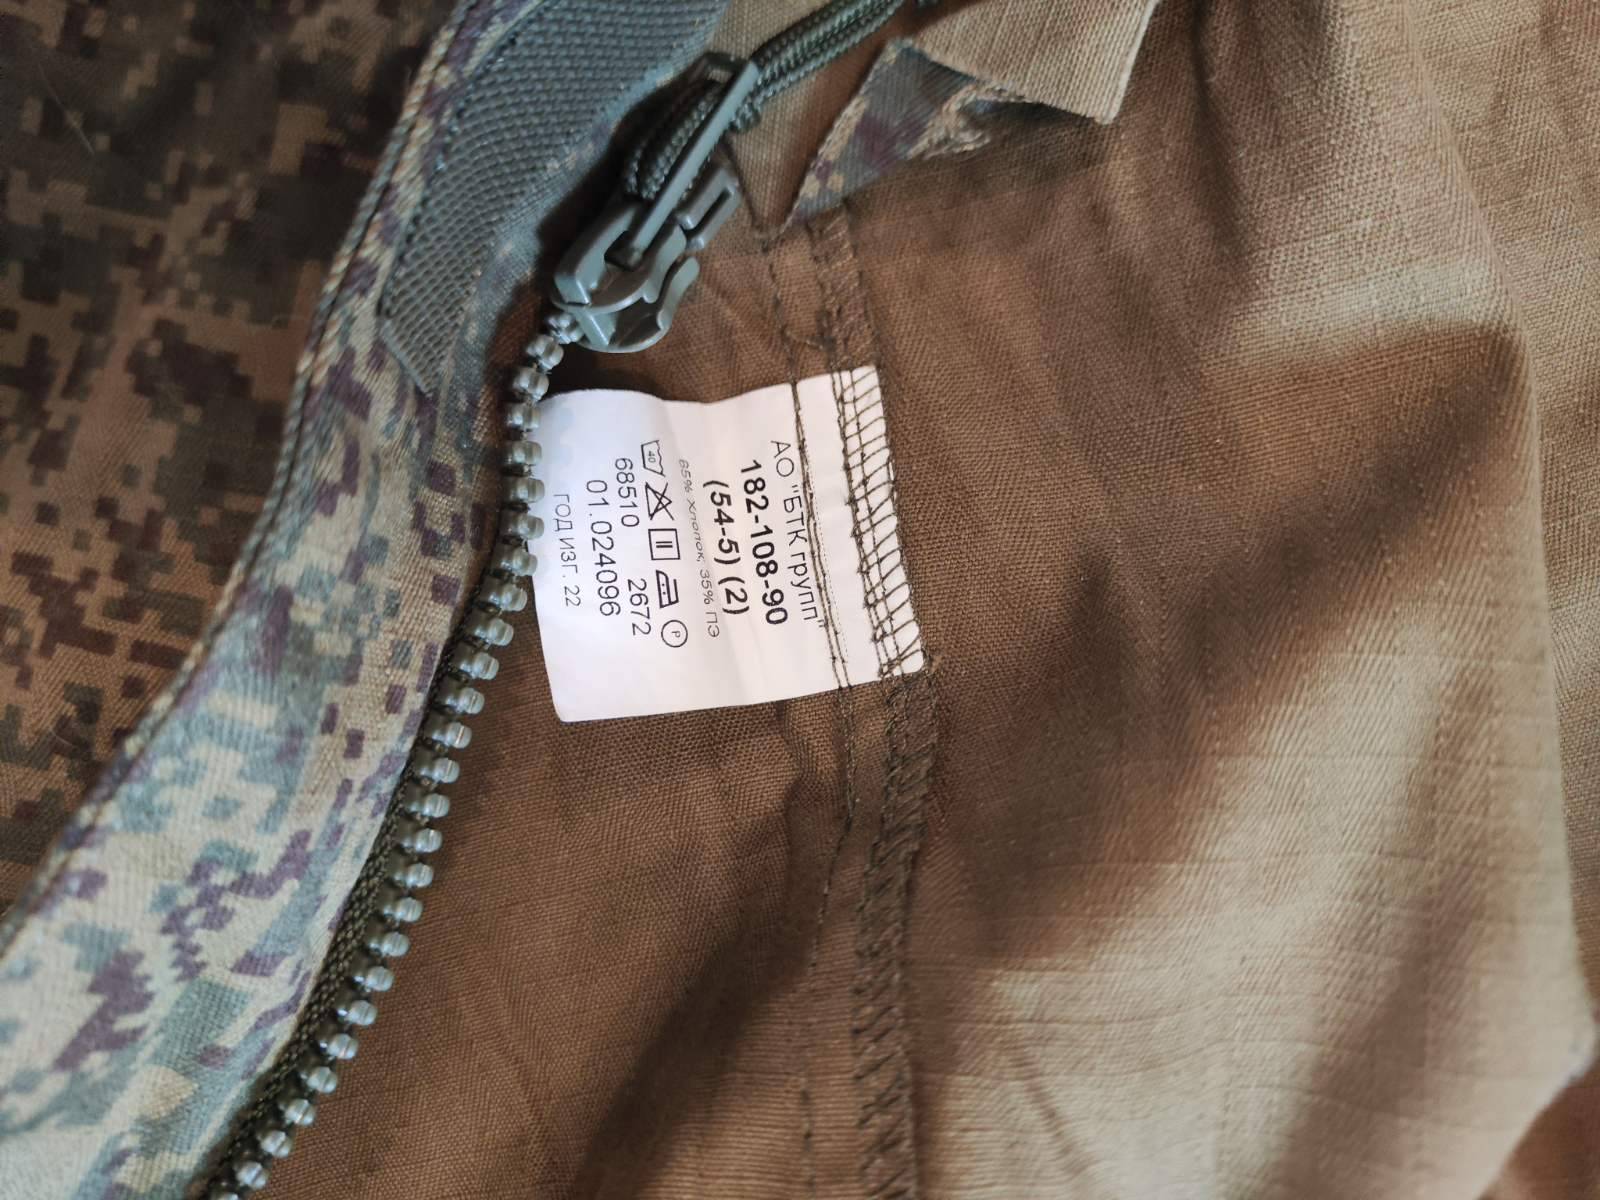 АО "БТК групп"
182-108-90
(54-5) (2)
65% Хлопок, 35% ПЭ
40 P
68510 2672
01.024096
ГОД ИЗГ. 22